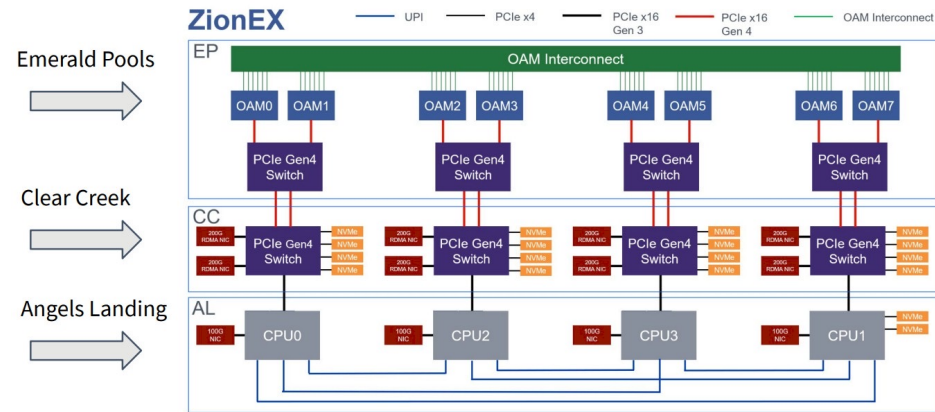 ZionEX
UPI
PCIe x4
PCIe x16
Gen 3
PCIe x16
Gen 4
OAM Interconnect
Emerald Pools
EP
OAM Interconnect
OAM0
OAM1
OAM2
OAM3
OAM4
OAM5
OAM6
OAM7
PCIe Gen4
Switch
PCIe Gen4
Switch
PCIe Gen4
Switch
PCIe Gen4
Switch
Clear Creek
CC
200G
RDMA NIC
200G
RDMA NIC
PCIe Gen4
Switch
NVMe
NVMe
NVMe
NVMe
200G
RDMA NIC
200G
RDMA NIC
PCIe Gen4
Switch
NVMe
NVMe
NVMe
NVMe
200G
RDMA NIC
200G
RDMA NIC
PCIe Gen4
Switch
NVMe
NVMe
NVMe
NVMe
200G
RDMA NIC
200G
RDMA NIC
PCIe Gen4
Switch
NVMe
NVMe
NVMe
NVMe
Angels Landing
AL
100G
NIC
CPU0
100G
NIC
CPU2
100G
NIC
CPU3
100G
NIC
CPU1
NVMe
NVMe